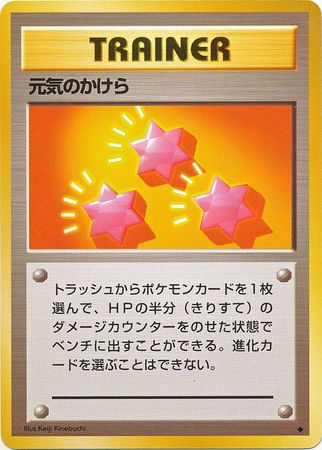 TRAINER
元気のかけら
トラッシュからポケモンカードを1枚
選んで、HPの半分（きりすて）の
ダメージカウンターをのせた状態で
ベンチに出すことができる。進化カ
ードを選ぶことはできない。
Illus.Keiji Kinebuchi